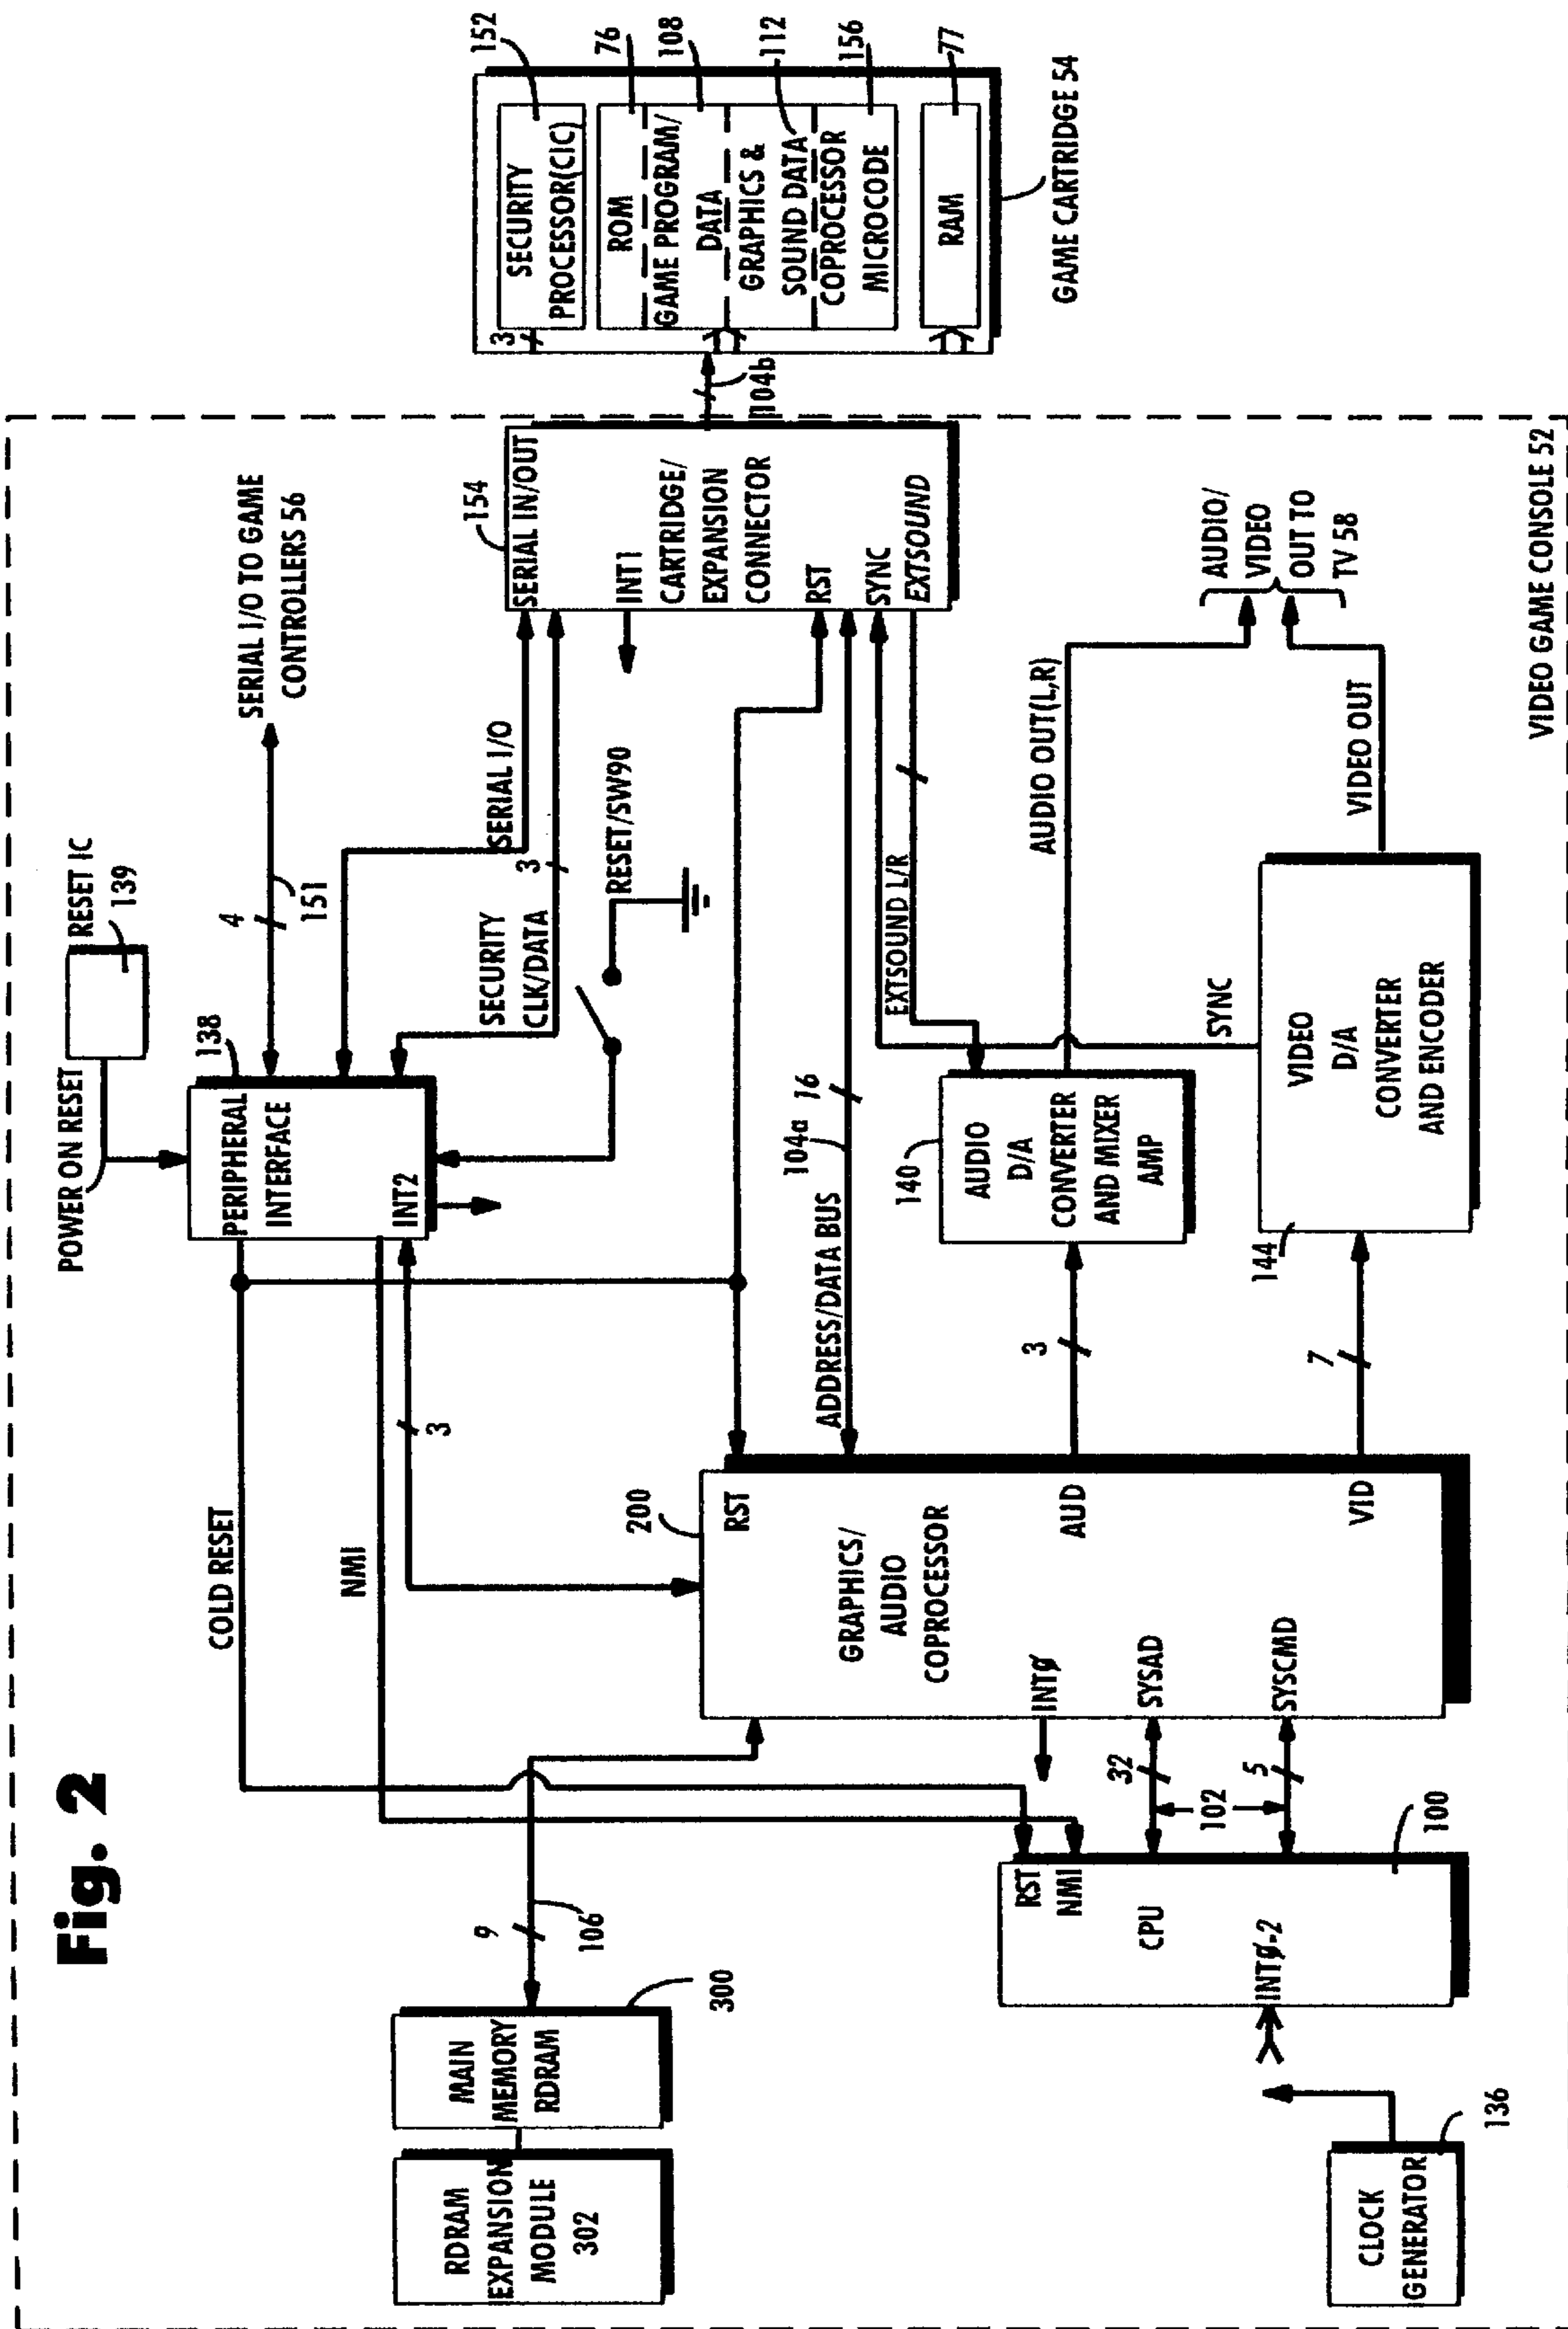 Fig. 2
RDRAM
EXPANSION
MODULE
302
MAIN
MEMORY
RDRAM
300
9
106
CLOCK
GENERATOR
136
RST
NMI
CPU
INTØ-2
100
102
32
5
COLD RESET
NMI
3
200
GRAPHICS/
AUDIO
COPROCESSOR
RST
AUD
VID
INTØ
SYSAD
SYSCMD
POWER ON RESET
RESET IC
139
138
PERIPHERAL
INTERFACE
INT2
4
151
SERIAL I/O TO GAME
CONTROLLERS 56
SECURITY
CLK/DATA
SERIAL I/O
3
RESET/SW90
ADDRESS/DATA BUS
104a
16
3
7
140
AUDIO
D/A
CONVERTER
AND MIXER
AMP
EXTSOUND L/R
SYNC
144
VIDEO
D/A
CONVERTER
AND ENCODER
AUDIO OUT(L,R)
VIDEO OUT
AUDIO/
VIDEO
OUT TO
TV 58
154
SERIAL IN/OUT
INT1
CARTRIDGE/
EXPANSION
CONNECTOR
RST
SYNC
EXTSOUND
VIDEO GAME CONSOLE 52
104b
3
SECURITY
PROCESSOR(CIC)
152
ROM
76
GAME PROGRAM/
DATA
108
GRAPHICS &
SOUND DATA
112
COPROCESSOR
MICROCODE
156
RAM
77
GAME CARTRIDGE 54